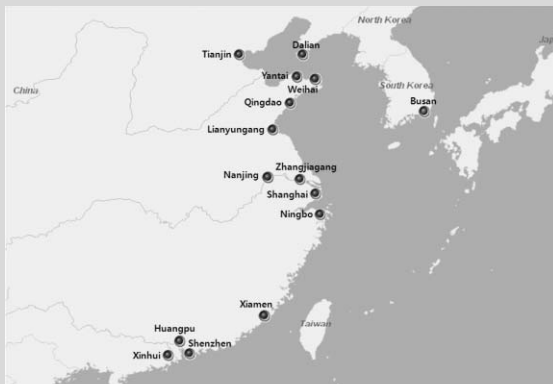 North Korea
Jap
Tianjin
Dalian
China
Yantai
Weihai
South Korea
Qingdao
Busan
Lianyungang
Zhangjiagang
Nanjing
Shanghai
Ningbo
Xiamen
Taiwan
Huangpu
Shenzhen
Xinhui